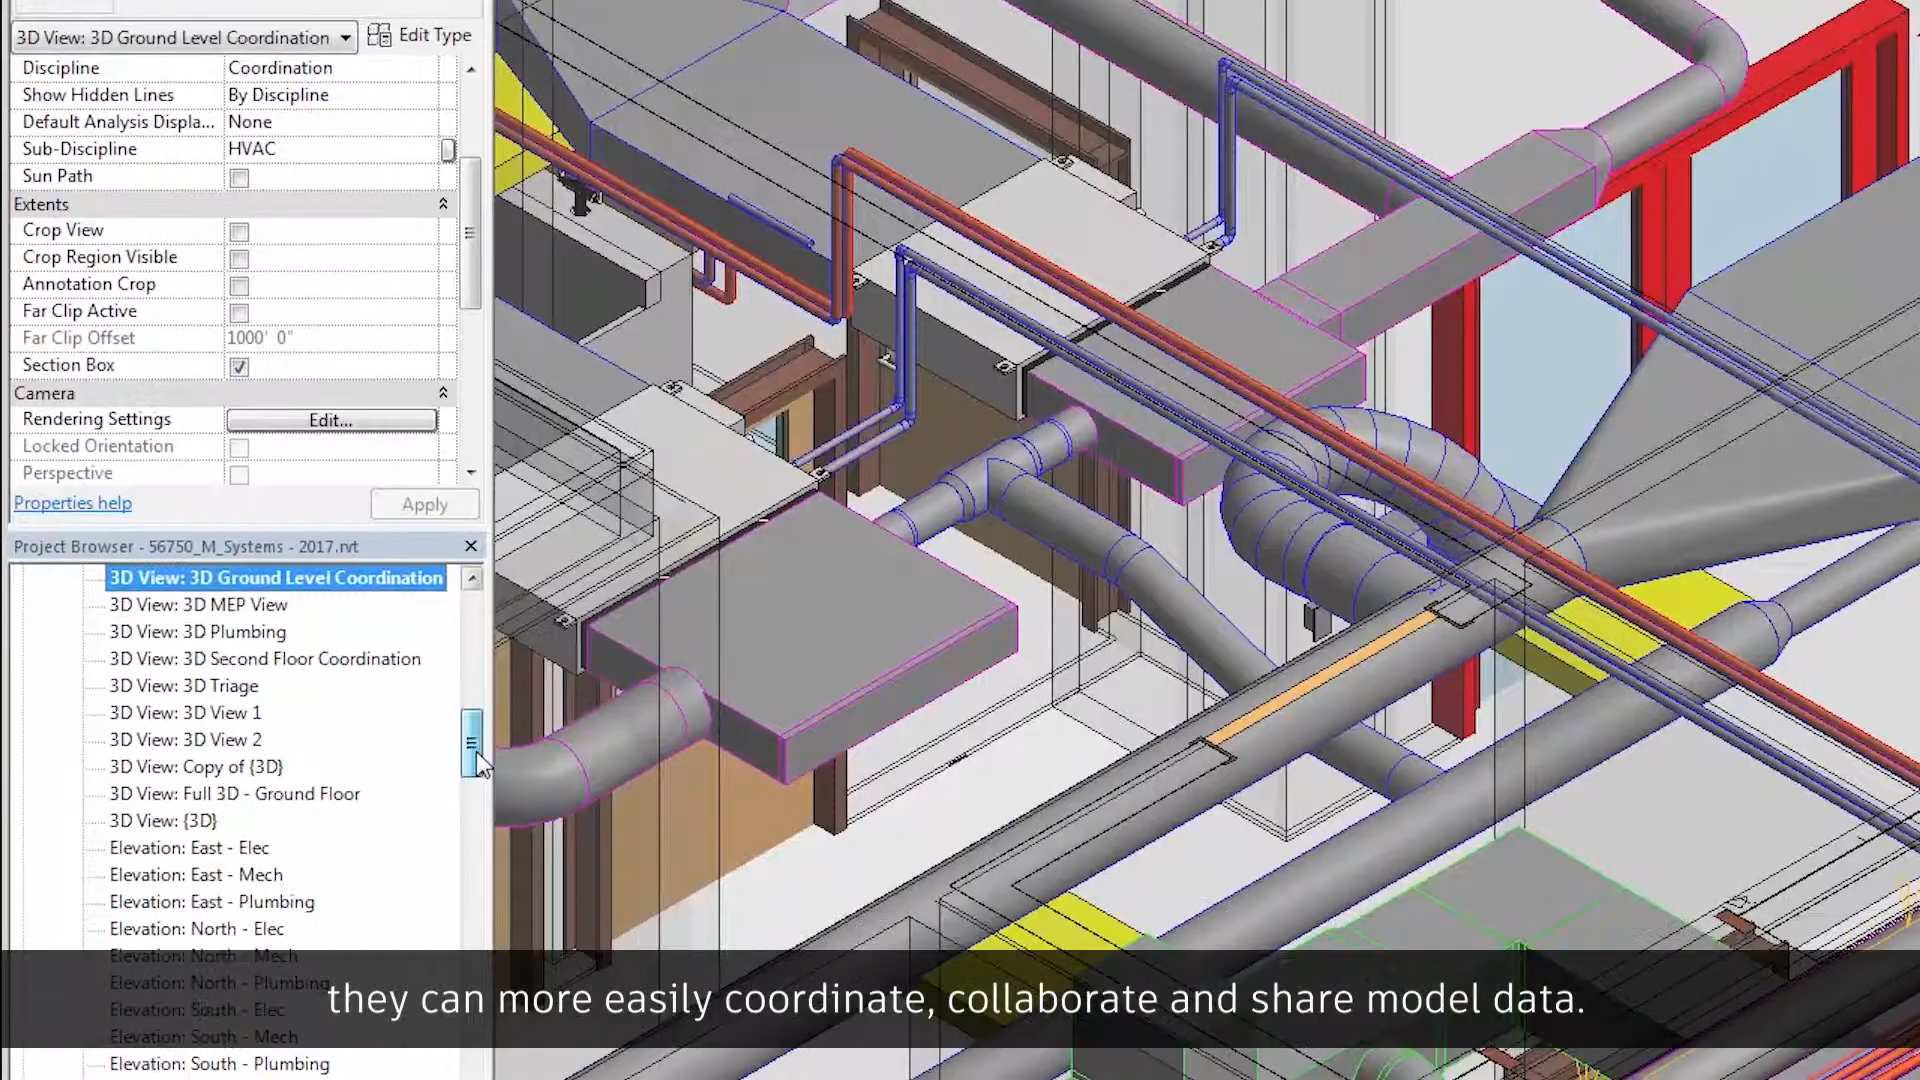 3D View: 3D Ground Level Coordination
Edit Type
Discipline Coordination
Show Hidden Lines By Discipline
Default Analysis Displa... None
Sub-Discipline HVAC
Sun Path
Extents
Crop View
Crop Region Visible
Annotation Crop
Far Clip Active
Far Clip Offset 1000' 0"
Section Box
Camera
Rendering Settings Edit...
Locked Orientation
Perspective
Properties help Apply
Project Browser - 56750_M_Systems - 2017.rvt
3D View: 3D Ground Level Coordination
3D View: 3D MEP View
3D View: 3D Plumbing
3D View: 3D Second Floor Coordination
3D View: 3D Triage
3D View: 3D View 1
3D View: 3D View 2
3D View: Copy of {3D}
3D View: Full 3D - Ground Floor
3D View: {3D}
Elevation: East - Elec
Elevation: East - Mech
Elevation: East - Plumbing
Elevation: North - Elec
Elevation: North - Mech
Elevation: North - Plumbing
Elevation: South - Elec
Elevation: South - Mech
Elevation: South - Plumbing
they can more easily coordinate, collaborate and share model data.